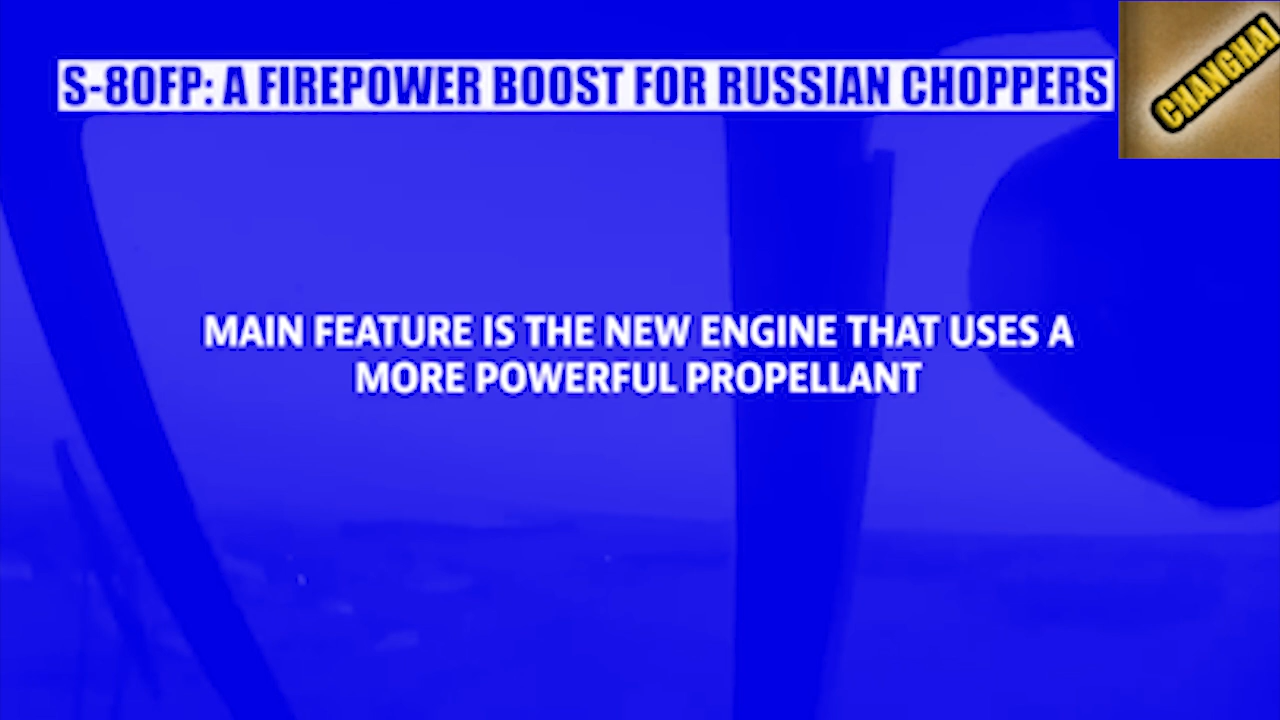 S-80FP: A FIREPOWER BOOST FOR RUSSIAN CHOPPERS
CHANGHAI
MAIN FEATURE IS THE NEW ENGINE THAT USES A
MORE POWERFUL PROPELLANT